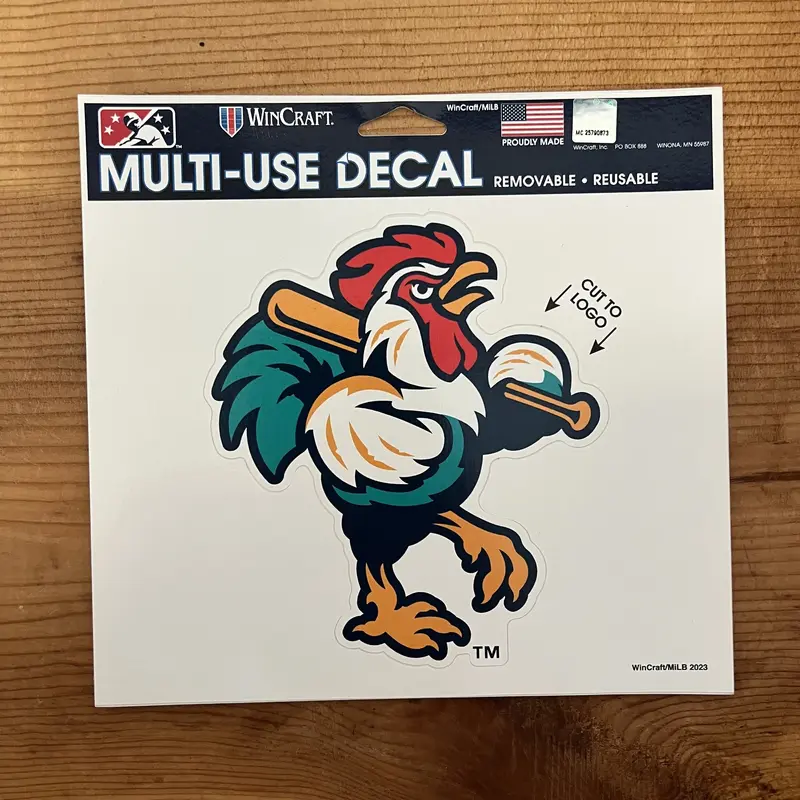 WINCRAFT.
WinCraft/MiLB
PROUDLY MADE
MC 25790873
WinCraft, Inc. PO BOX 888 WINONA, MN 55987
MULTI-USE DECAL REMOVABLE • REUSABLE
CUT TO
LOGO
TM
WinCraft/MiLB 2023